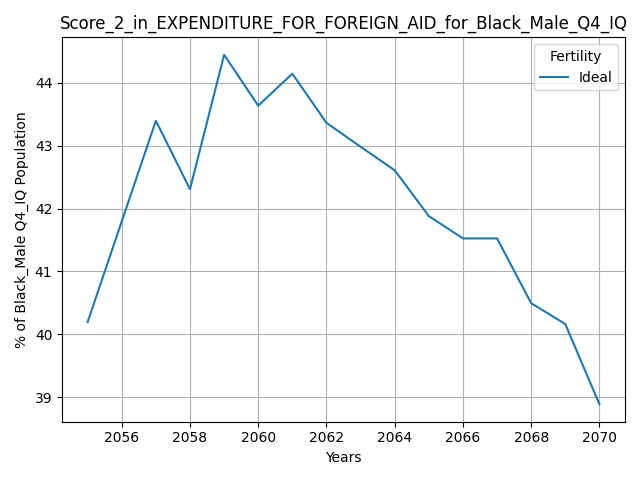 Score_2_in_EXPENDITURE_FOR_FOREIGN_AID_for_Black_Male_Q4_IQ
Fertility
Ideal
% of Black_Male Q4_IQ Population
44
43
42
41
40
39
2056 2058 2060 2062 2064 2066 2068 2070
Years